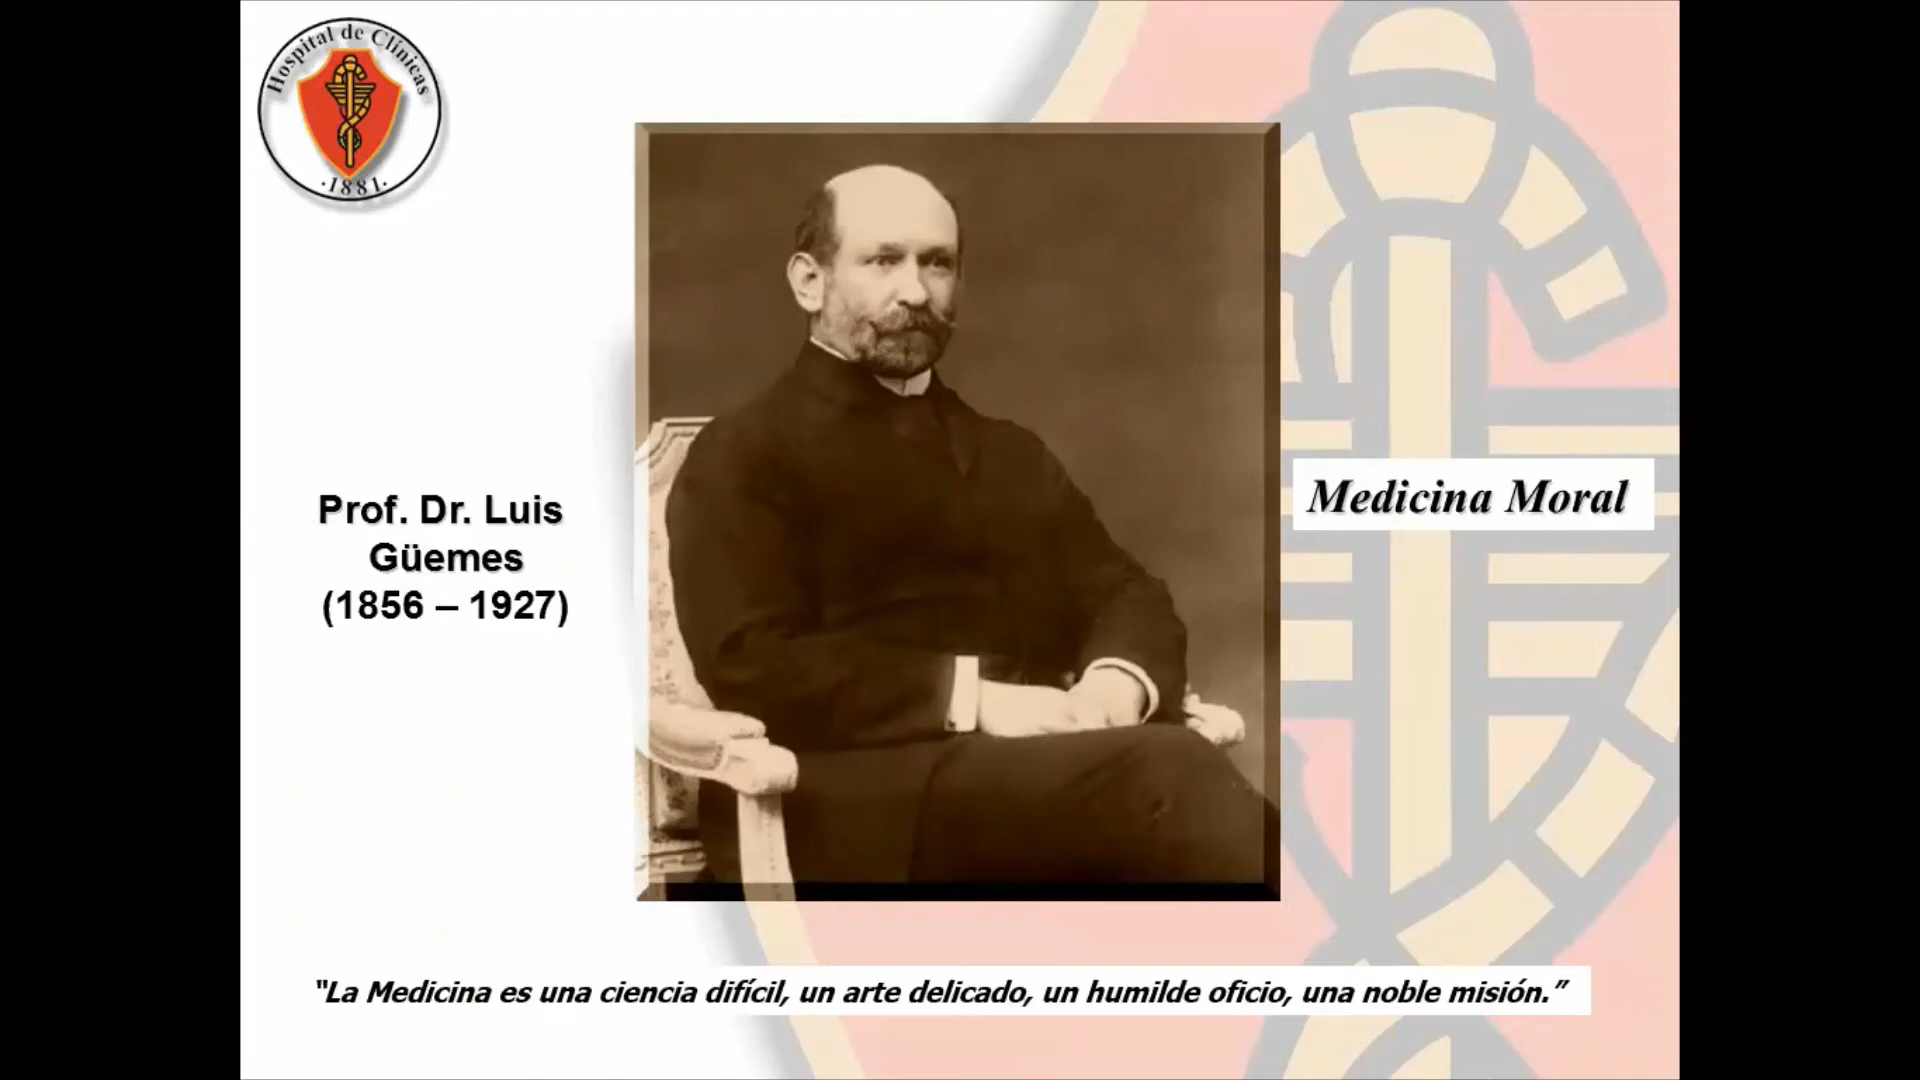 Hospital de Clínicas
·1881·
Prof. Dr. Luis
Güemes
(1856 – 1927)
Medicina Moral
“La Medicina es una ciencia difícil, un arte delicado, un humilde oficio, una noble misión.”